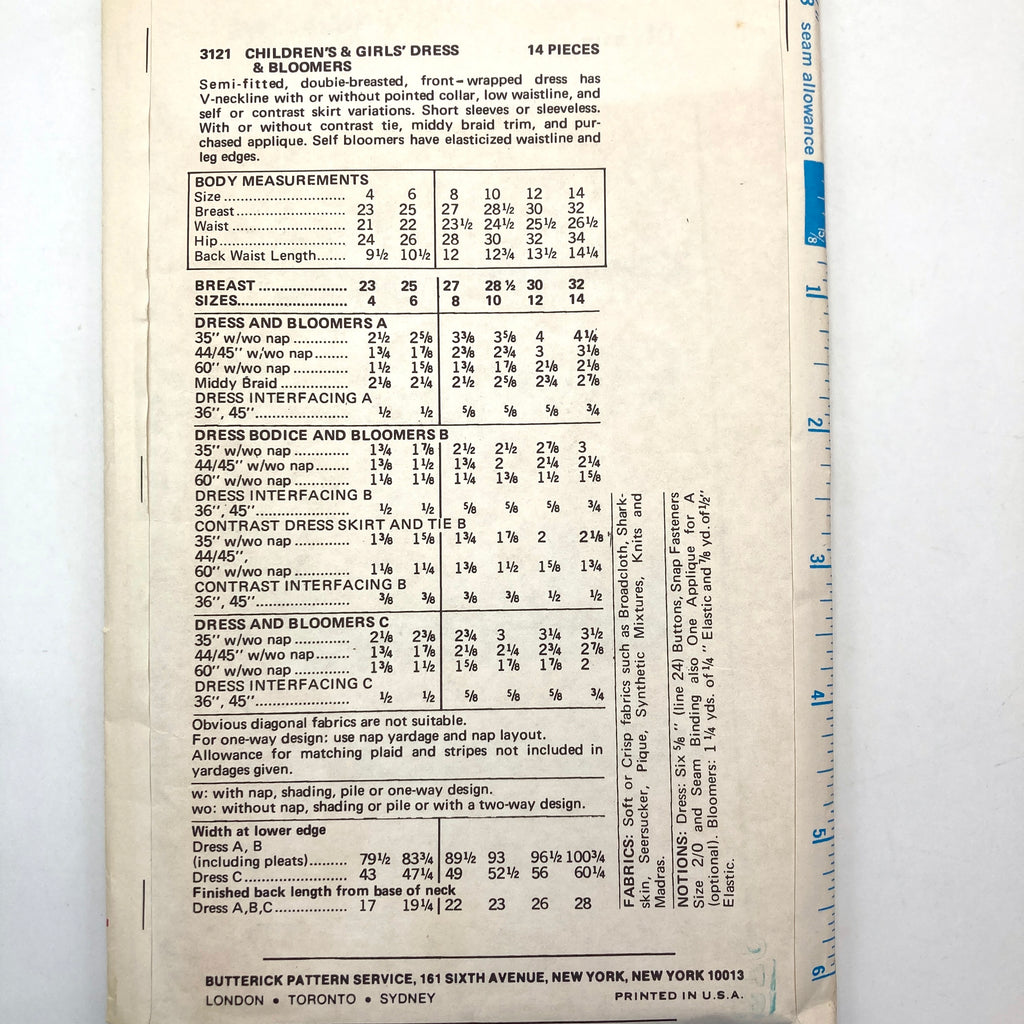 3121 CHILDREN'S & GIRLS' DRESS 14 PIECES
& BLOOMERS
Semi-fitted, double-breasted, front-wrapped dress has
V-neckline with or without pointed collar, low waistline, and
self or contrast skirt variations. Short sleeves or sleeveless.
With or without contrast tie, middy braid trim, and pur-
chased applique. Self bloomers have elasticized waistline and
leg edges.
BODY MEASUREMENTS
Size 4 6 8 10 12 14
Breast 23 25 27 28½ 30 32
Waist 21 22 23½ 24½ 25½ 26½
Hip 24 26 28 30 32 34
Back Waist Length 9½ 10½ 12 12¾ 13½ 14¼
BREAST 23 25 27 28½ 30 32
SIZES 4 6 8 10 12 14
DRESS AND BLOOMERS A
35" w/wo nap 2½ 2⅝ 3⅜ 3⅝ 4 4¼
44/45" w/wo nap 1¾ 1⅞ 2⅜ 2¾ 3 3⅛
60" w/wo nap 1½ 1⅝ 1¾ 1⅞ 2⅛ 2⅛
Middy Braid 2⅛ 2¼ 2½ 2⅝ 2¾ 2⅞
DRESS INTERFACING A
36", 45" ½ ½ ⅝ ⅝ ⅝ ¾
DRESS BODICE AND BLOOMERS B
35" w/wo nap 1¾ 1⅞ 2½ 2½ 2⅞ 3
44/45" w/wo nap 1⅜ 1½ 1¾ 2 2¼ 2¼
60" w/wo nap 1⅛ 1⅛ 1¼ 1⅜ 1½ 1⅝
DRESS INTERFACING B
36", 45" ½ ½ ⅝ ⅝ ⅝ ¾
CONTRAST DRESS SKIRT AND TIE B
35" w/wo nap 1⅜ 1⅝ 1¾ 1⅞ 2 2⅛
44/45",
60" w/wo nap 1⅛ 1¼ 1⅜ 1½ 1⅝ 1¾
CONTRAST INTERFACING B
36", 45" ⅜ ⅜ ⅜ ⅜ ½ ½
DRESS AND BLOOMERS C
35" w/wo nap 2⅛ 2⅜ 2¾ 3 3¼ 3½
44/45" w/wo nap 1¾ 1⅞ 2⅛ 2¼ 2¾ 2⅞
60" w/wo nap 1⅜ 1½ 1⅝ 1⅞ 1⅞ 2
DRESS INTERFACING C
36", 45" ½ ½ ⅝ ⅝ ⅝ ¾
Obvious diagonal fabrics are not suitable.
For one-way design: use nap yardage and nap layout.
Allowance for matching plaid and stripes not included in
yardages given.
w: with nap, shading, pile or one-way design.
wo: without nap, shading or pile or with a two-way design.
Width at lower edge
Dress A, B
(including pleats) 79½ 83¾ 89½ 93 96½ 100¾
Dress C 43 47¼ 49 52½ 56 60¼
Finished back length from base of neck
Dress A,B,C 17 19¼ 22 23 26 28
FABRICS: Soft or Crisp fabrics such as Broadcloth, Shark-
skin, Seersucker, Pique, Synthetic Mixtures, Knits and
Madras.
NOTIONS: Dress: Six ⅝" (line 24) Buttons, Snap Fasteners
Size 2/0 and Seam Binding also One Applique for A
(optional). Bloomers: 1¼ yds. of ¼" Elastic and ⅞ yd. of ½"
Elastic.
BUTTERICK PATTERN SERVICE, 161 SIXTH AVENUE, NEW YORK, NEW YORK 10013
LONDON • TORONTO • SYDNEY PRINTED IN U.S.A.
seam allowance
1
2
3
4
5
6